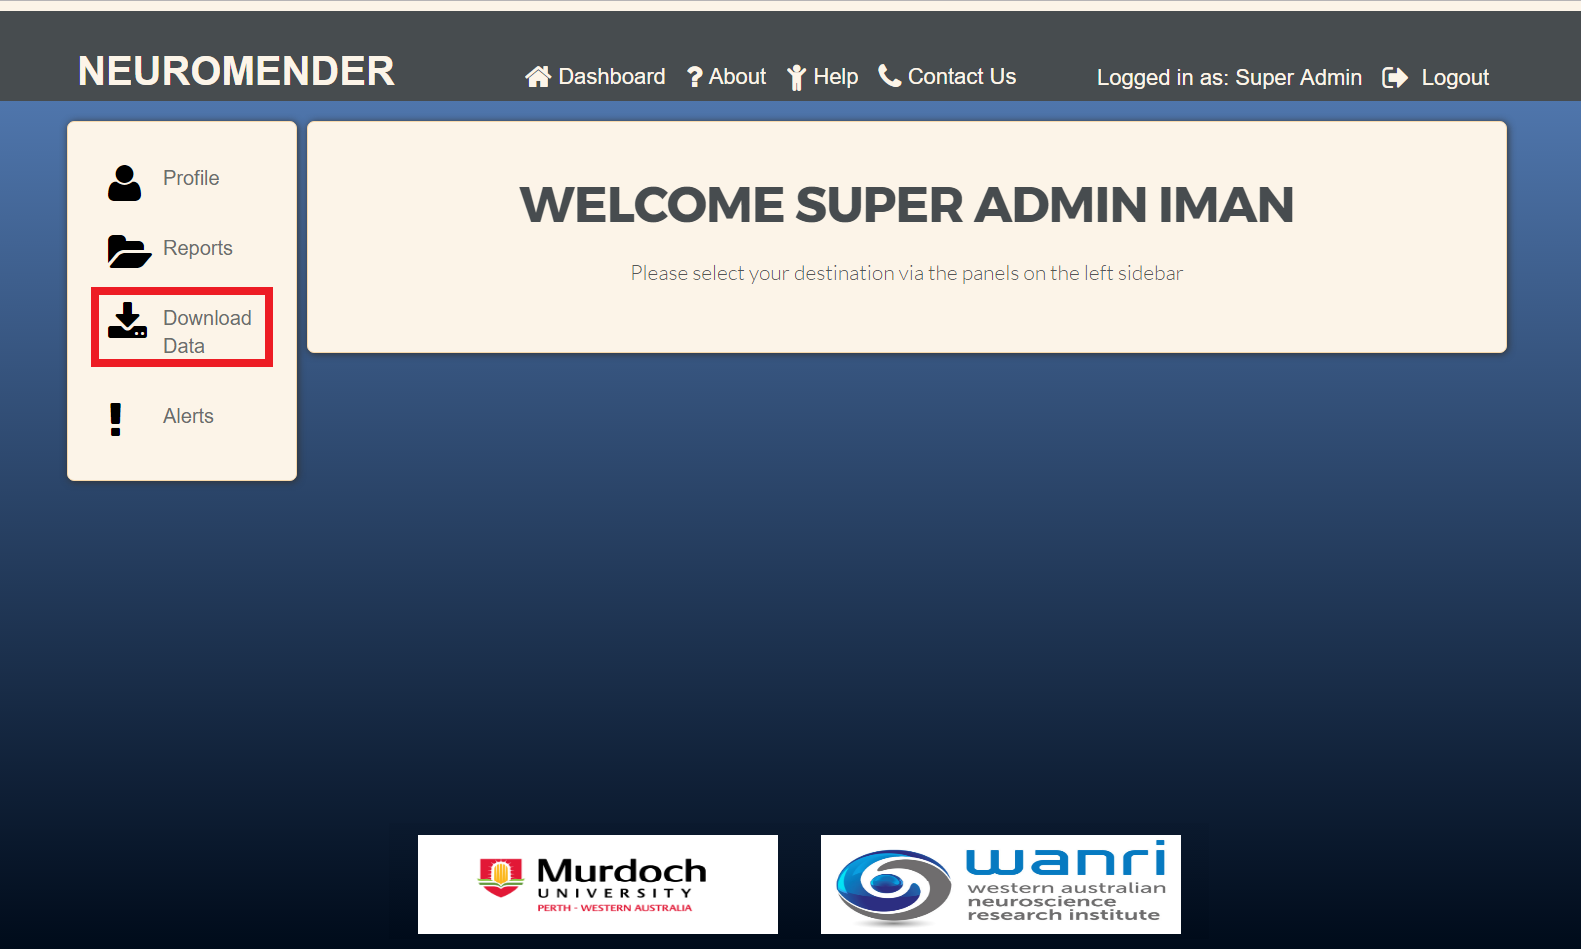 NEUROMENDER
Dashboard
? About
Help
Contact Us
Logged in as: Super Admin
Logout
Profile
Reports
Download
Data
Alerts
WELCOME SUPER ADMIN IMAN
Please select your destination via the panels on the left sidebar
Murdoch
UNIVERSITY
PERTH - WESTERN AUSTRALIA
wanri
western australian
neuroscience
research institute